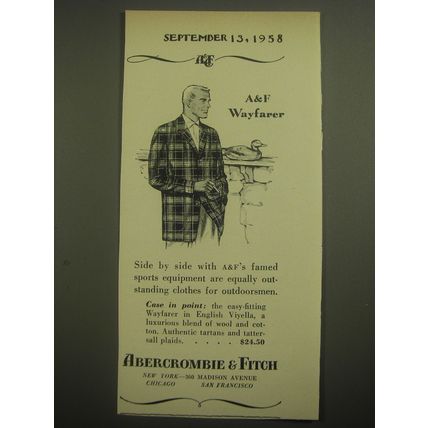 SEPTEMBER 13, 1958
A&F
A&F
Wayfarer
Side by side with A&F's famed
sports equipment are equally out-
standing clothes for outdoorsmen.
Case in point: the easy-fitting
Wayfarer in English Viyella, a
luxurious blend of wool and cot-
ton. Authentic tartans and tatter-
sall plaids. . . . . $24.50
ABERCROMBIE & FITCH
NEW YORK—360 MADISON AVENUE
CHICAGO SAN FRANCISCO